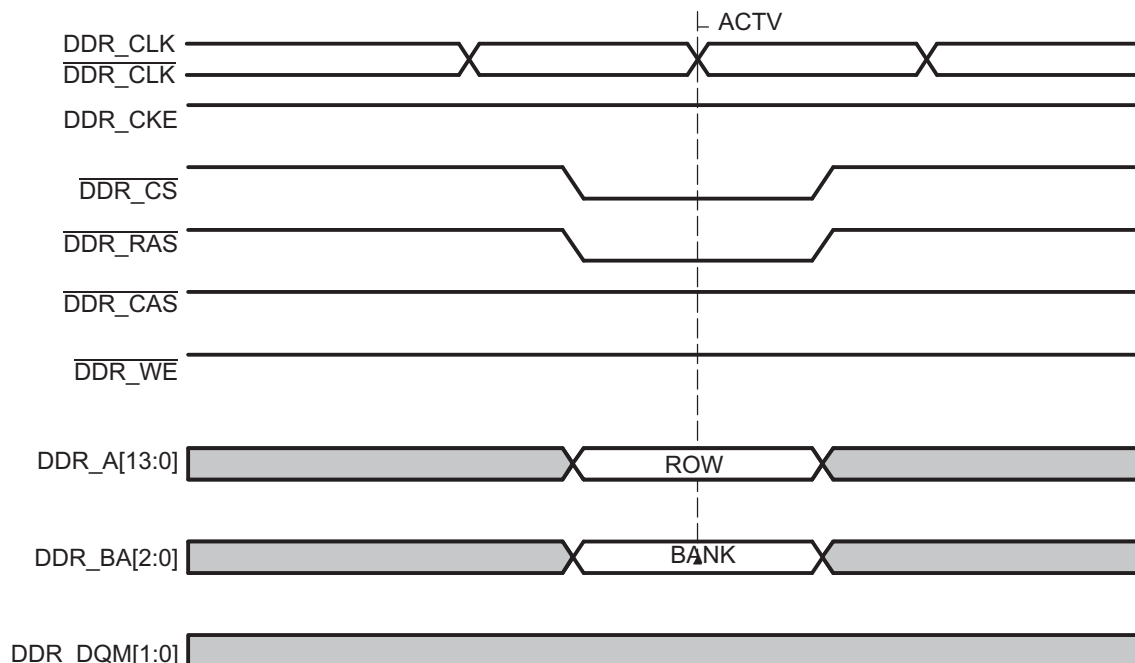 ACTV
DDR_CLK
DDR_CLK
DDR_CKE
DDR_CS
DDR_RAS
DDR_CAS
DDR_WE
DDR_A[13:0]
ROW
DDR_BA[2:0]
BANK
DDR_DQM[1:0]